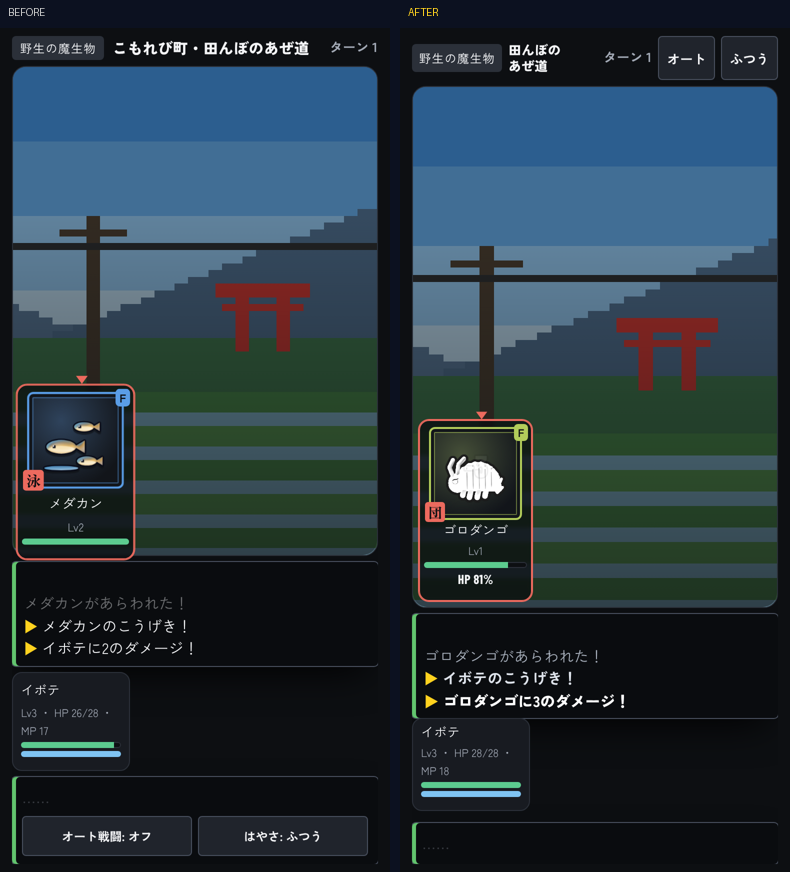 BEFORE
野生の魔生物 こもれび町・田んぼのあぜ道 ターン 1
F
泳
メダカン
Lv2
メダカンがあらわれた！
▶ メダカンのこうげき！
▶ イボテに2のダメージ！
イボテ
Lv3 ・ HP 26/28 ・
MP 17
......
オート戦闘: オフ はやさ: ふつう
AFTER
野生の魔生物 田んぼの
あぜ道
ターン 1 オート ふつう
F
団
ゴロダンゴ
Lv1
HP 81%
ゴロダンゴがあらわれた！
▶ イボテのこうげき！
▶ ゴロダンゴに3のダメージ！
イボテ
Lv3 ・ HP 28/28 ・
MP 18
......